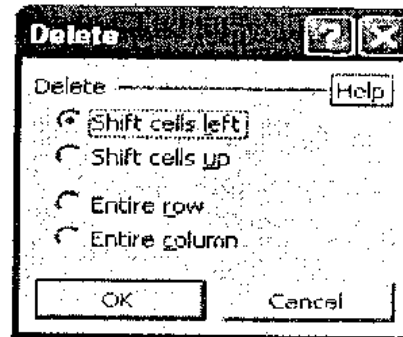 Delete
Delete Help
Shift cells left
Shift cells up
Entire row
Entire column
OK Cancel